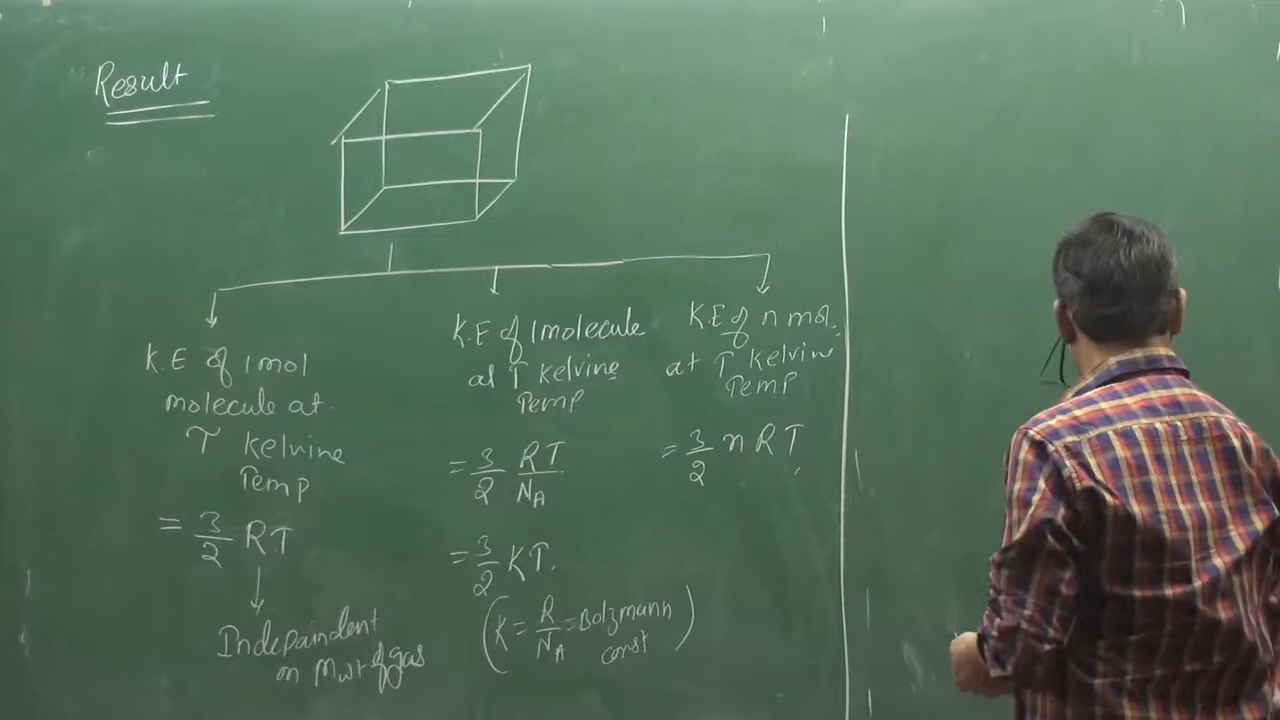 Result
K.E of 1 mol
molecule at
T Kelvine
Temp
= 3/2 RT
Indepaindent
on Mwt of gas
K.E of 1 molecule
at T Kelvine
Temp
= 3/2 RT/NA
= 3/2 KT.
(K = R/NA = Bolzmann
const)
K.E of n mol.
at T Kelvin
Temp
= 3/2 nRT